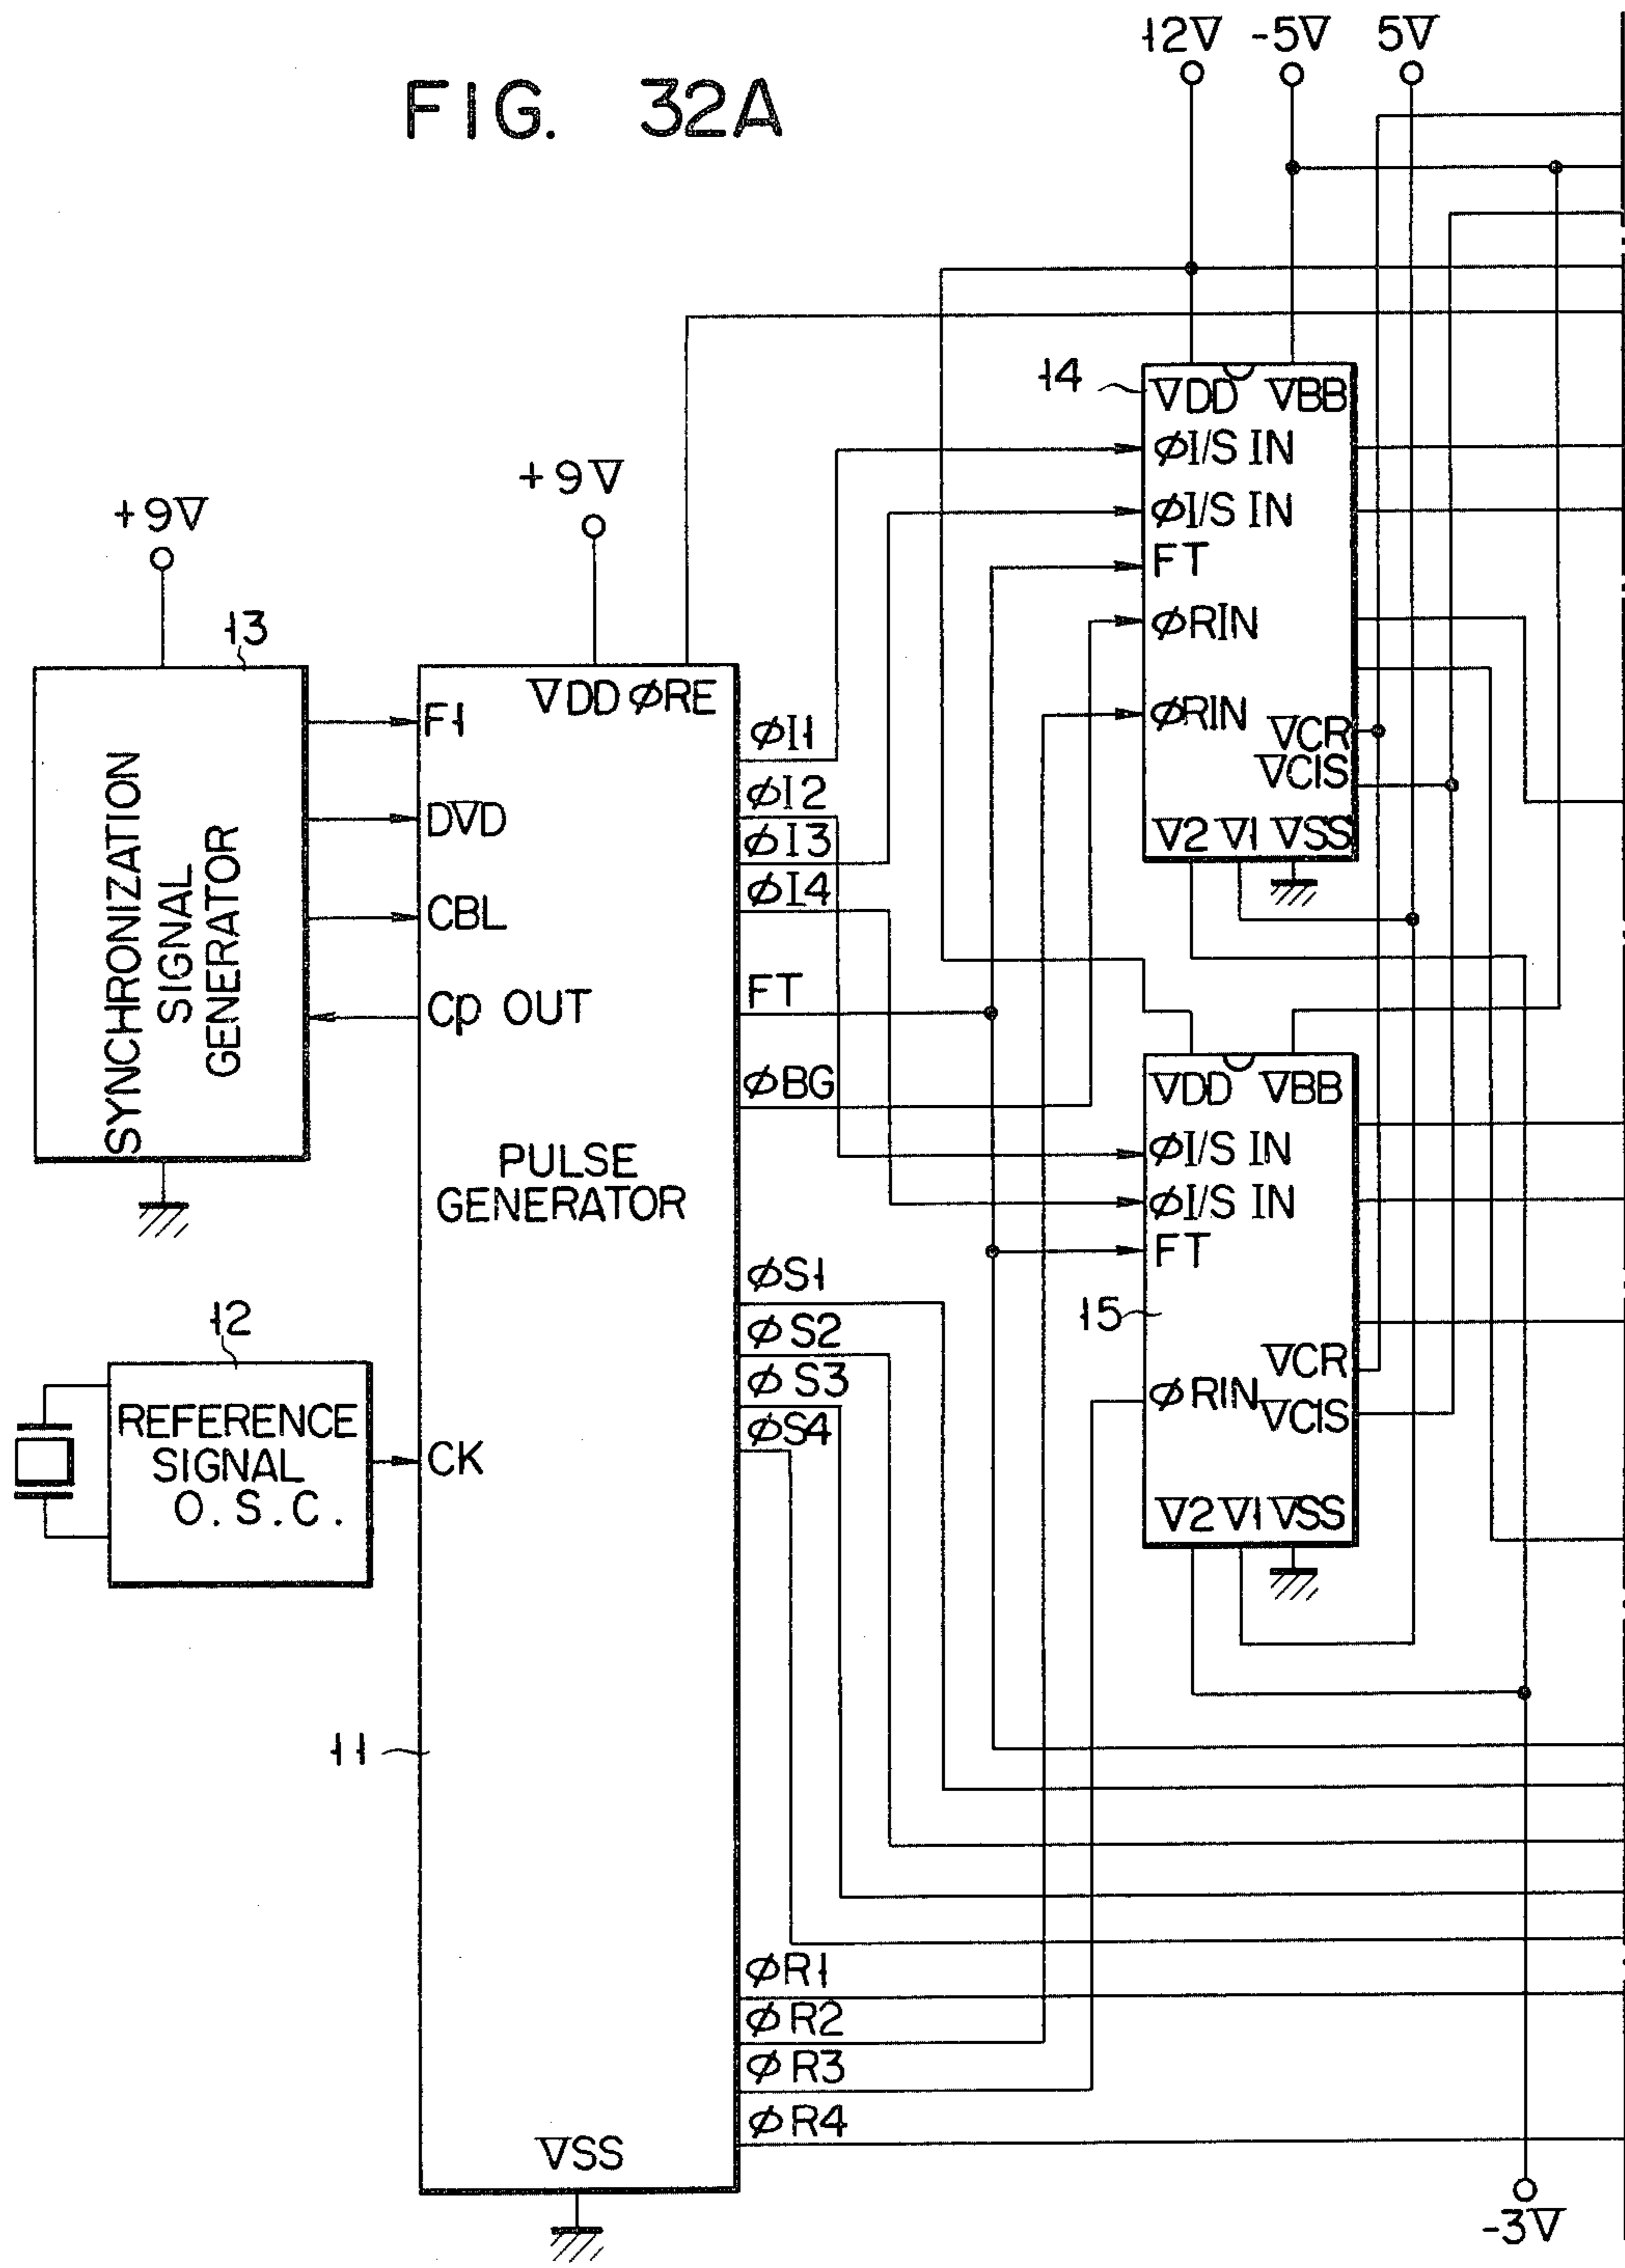 12V -5V 5V
FIG. 32A
14
VDD VBB
φI/S IN
φI/S IN
FT
φRIN
φRIN
VCR
VCIS
V2 V1 VSS
+9V
+9V
13
SYNCHRONIZATION
SIGNAL
GENERATOR
VDD φRE
F1
DVD
CBL
Cp OUT
PULSE
GENERATOR
CK
11
VSS
φI1
φI2
φI3
φI4
FT
φBG
φS1
φS2
φS3
φS4
φR1
φR2
φR3
φR4
12
REFERENCE
SIGNAL
O.S.C.
VDD VBB
φI/S IN
φI/S IN
FT
15
VCR
φRIN
VCIS
V2 V1 VSS
-3V